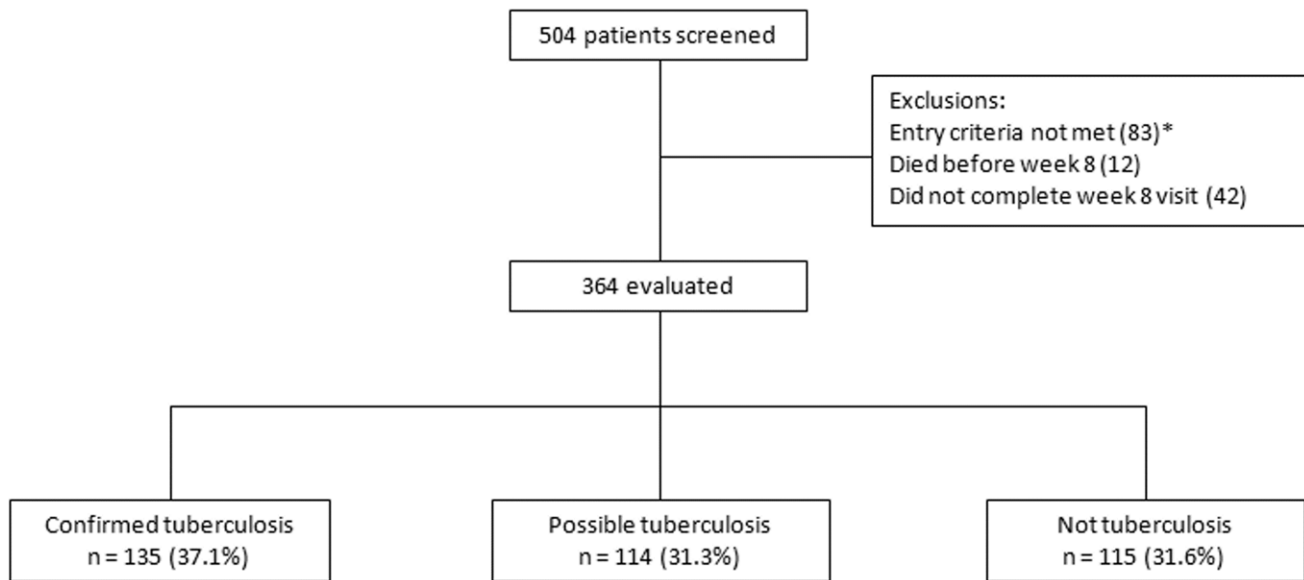 504 patients screened
Exclusions:
Entry criteria not met (83)*
Died before week 8 (12)
Did not complete week 8 visit (42)
364 evaluated
Confirmed tuberculosis
n = 135 (37.1%)
Possible tuberculosis
n = 114 (31.3%)
Not tuberculosis
n = 115 (31.6%)